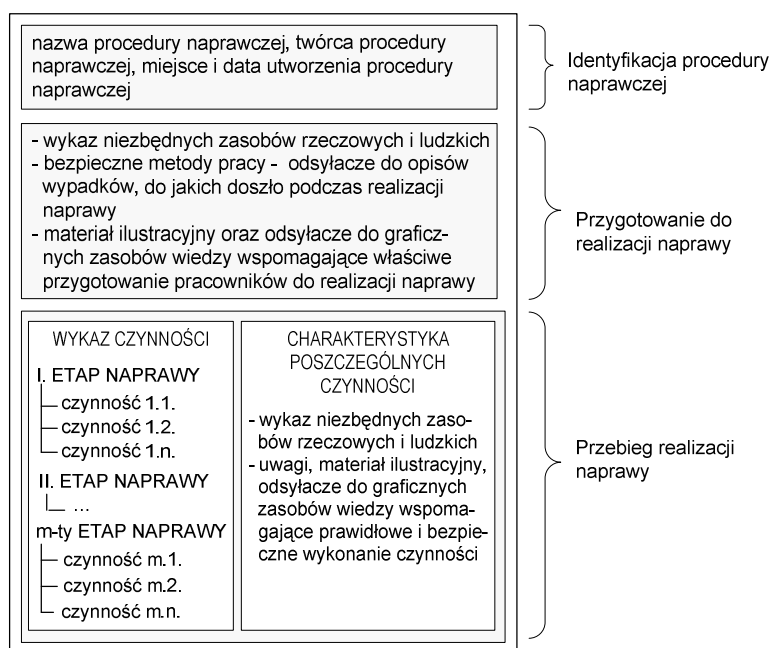 nazwa procedury naprawczej, twórca procedury
naprawczej, miejsce i data utworzenia procedury
naprawczej
Identyfikacja procedury
naprawczej
- wykaz niezbędnych zasobów rzeczowych i ludzkich
- bezpieczne metody pracy - odsyłacze do opisów
wypadków, do jakich doszło podczas realizacji
naprawy
- materiał ilustracyjny oraz odsyłacze do graficz-
nych zasobów wiedzy wspomagające właściwe
przygotowanie pracowników do realizacji naprawy
Przygotowanie do
realizacji naprawy
WYKAZ CZYNNOŚCI
I. ETAP NAPRAWY
czynność 1.1.
czynność 1.2.
czynność 1.n.
II. ETAP NAPRAWY
...
m-ty ETAP NAPRAWY
czynność m.1.
czynność m.2.
czynność m.n.
CHARAKTERYSTYKA
POSZCZEGÓLNYCH
CZYNNOŚCI
- wykaz niezbędnych zaso-
bów rzeczowych i ludzkich
- uwagi, materiał ilustracyjny,
odsyłacze do graficznych
zasobów wiedzy wspoma-
gające prawidłowe i bezpie-
czne wykonanie czynności
Przebieg realizacji
naprawy